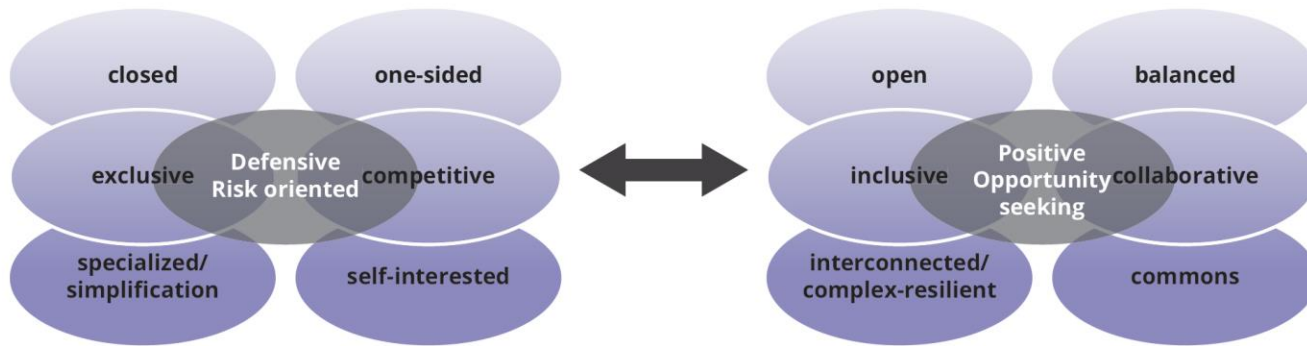 closed
one-sided
exclusive
Defensive
Risk oriented
competitive
specialized/
simplification
self-interested
open
balanced
inclusive
Positive
Opportunity
seeking
collaborative
interconnected/
complex-resilient
commons